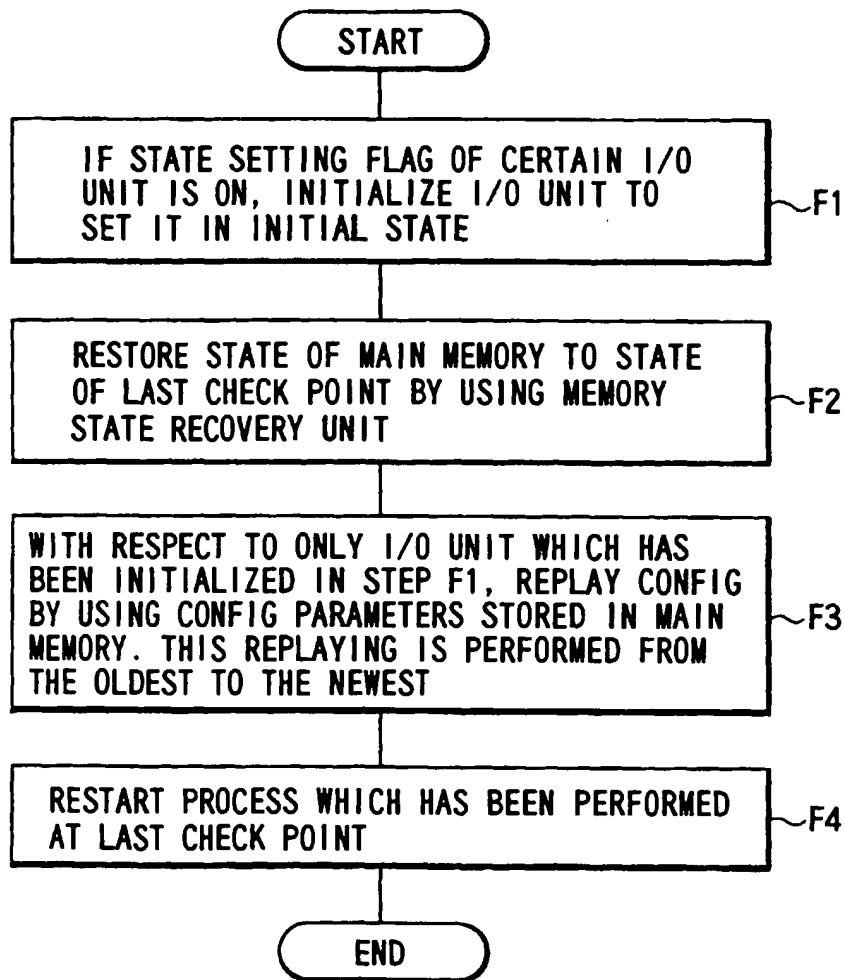 START
IF STATE SETTING FLAG OF CERTAIN I/O
UNIT IS ON, INITIALIZE I/O UNIT TO
SET IT IN INITIAL STATE
F1
RESTORE STATE OF MAIN MEMORY TO STATE
OF LAST CHECK POINT BY USING MEMORY
STATE RECOVERY UNIT
F2
WITH RESPECT TO ONLY I/O UNIT WHICH HAS
BEEN INITIALIZED IN STEP F1, REPLAY CONFIG
BY USING CONFIG PARAMETERS STORED IN MAIN
MEMORY. THIS REPLAYING IS PERFORMED FROM
THE OLDEST TO THE NEWEST
F3
RESTART PROCESS WHICH HAS BEEN PERFORMED
AT LAST CHECK POINT
F4
END